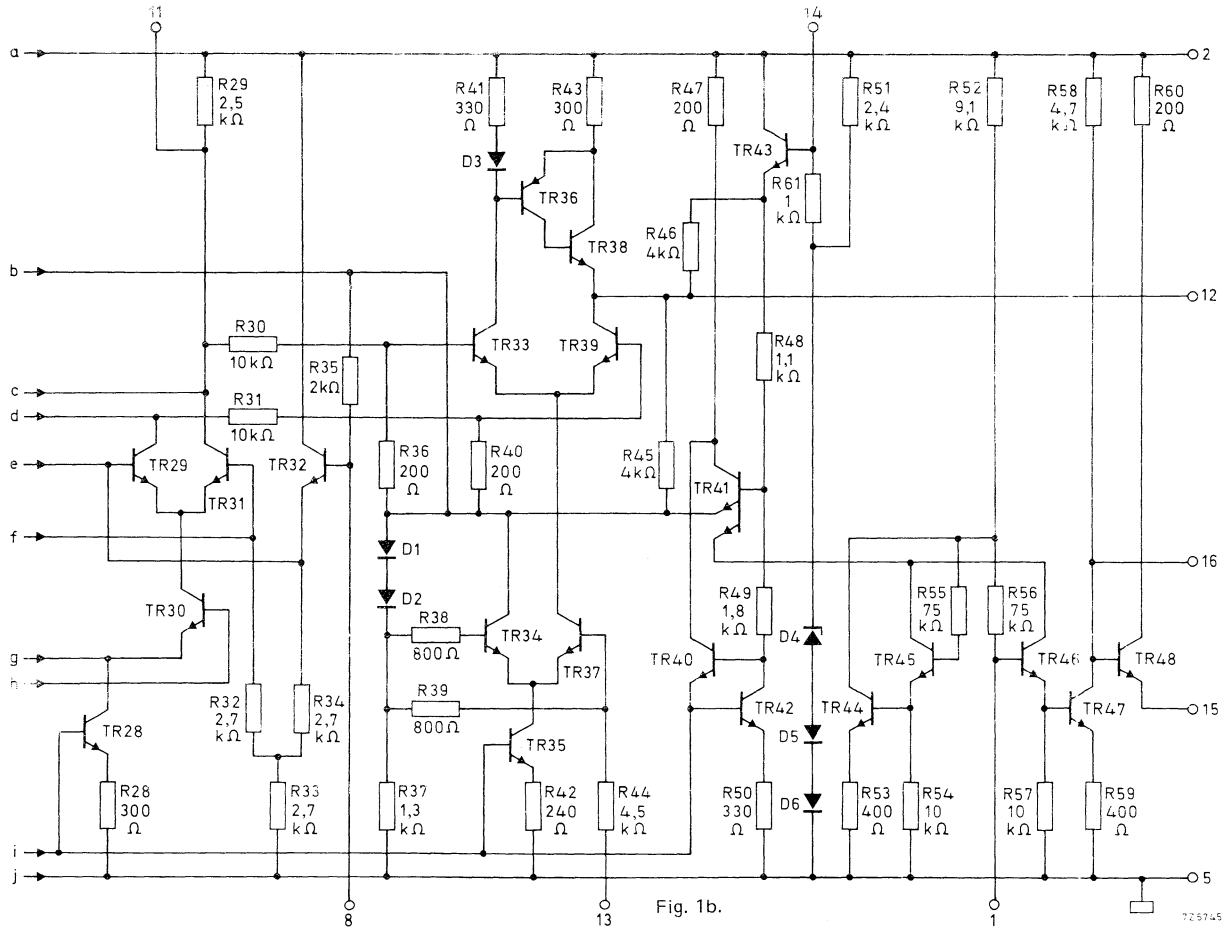 11
14
a
2
R29
2,5
kΩ
R41
330
Ω
R43
300
Ω
R47
200
Ω
R51
2,4
kΩ
R52
9,1
kΩ
R58
4,7
kΩ
R60
200
Ω
D3
TR43
TR36
R61
1
kΩ
R46
4kΩ
TR38
b
12
R30
10kΩ
TR33
TR39
R48
1,1
kΩ
R35
2kΩ
c
d
R31
10kΩ
e
TR29
TR31
TR32
R36
200
Ω
R40
200
Ω
R45
4kΩ
TR41
f
D1
16
TR30
D2
R38
800Ω
TR34
TR37
R49
1,8
kΩ
D4
R55
75
kΩ
R56
75
kΩ
g
h
TR40
TR45
TR46
TR48
R32
2,7
kΩ
R34
2,7
kΩ
R39
800Ω
TR42
TR44
TR47
15
TR28
TR35
D5
R28
300
Ω
R33
2,7
kΩ
R37
1,3
kΩ
R42
240
Ω
R44
4,5
kΩ
R50
330
Ω
D6
R53
400
Ω
R54
10
kΩ
R57
10
kΩ
R59
400
Ω
i
j
5
8
13
Fig. 1b.
1
7Z5745